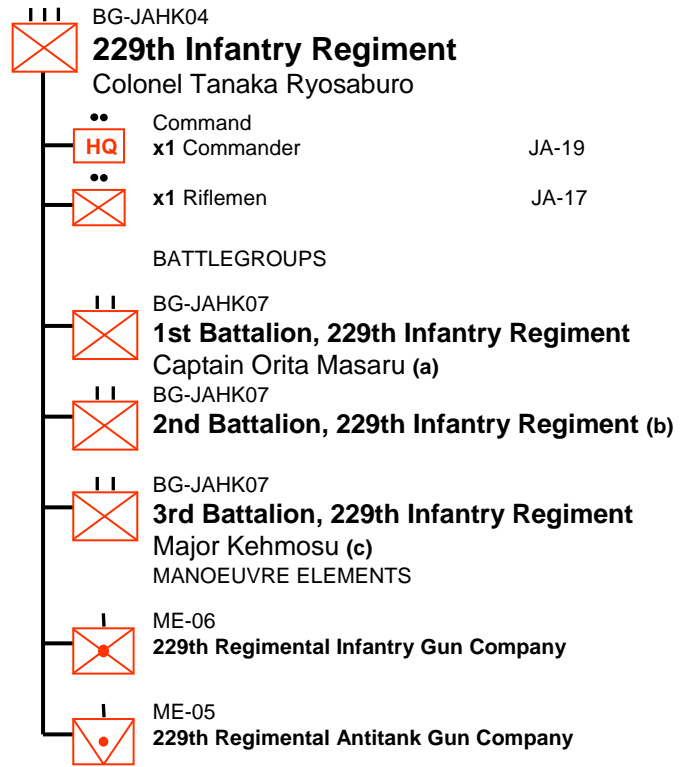 BG-JAHK04
229th Infantry Regiment
Colonel Tanaka Ryosaburo
Command
HQ x1 Commander JA-19
x1 Riflemen JA-17
BATTLEGROUPS
BG-JAHK07
1st Battalion, 229th Infantry Regiment
Captain Orita Masaru (a)
BG-JAHK07
2nd Battalion, 229th Infantry Regiment (b)
BG-JAHK07
3rd Battalion, 229th Infantry Regiment
Major Kehmosu (c)
MANOEUVRE ELEMENTS
ME-06
229th Regimental Infantry Gun Company
ME-05
229th Regimental Antitank Gun Company